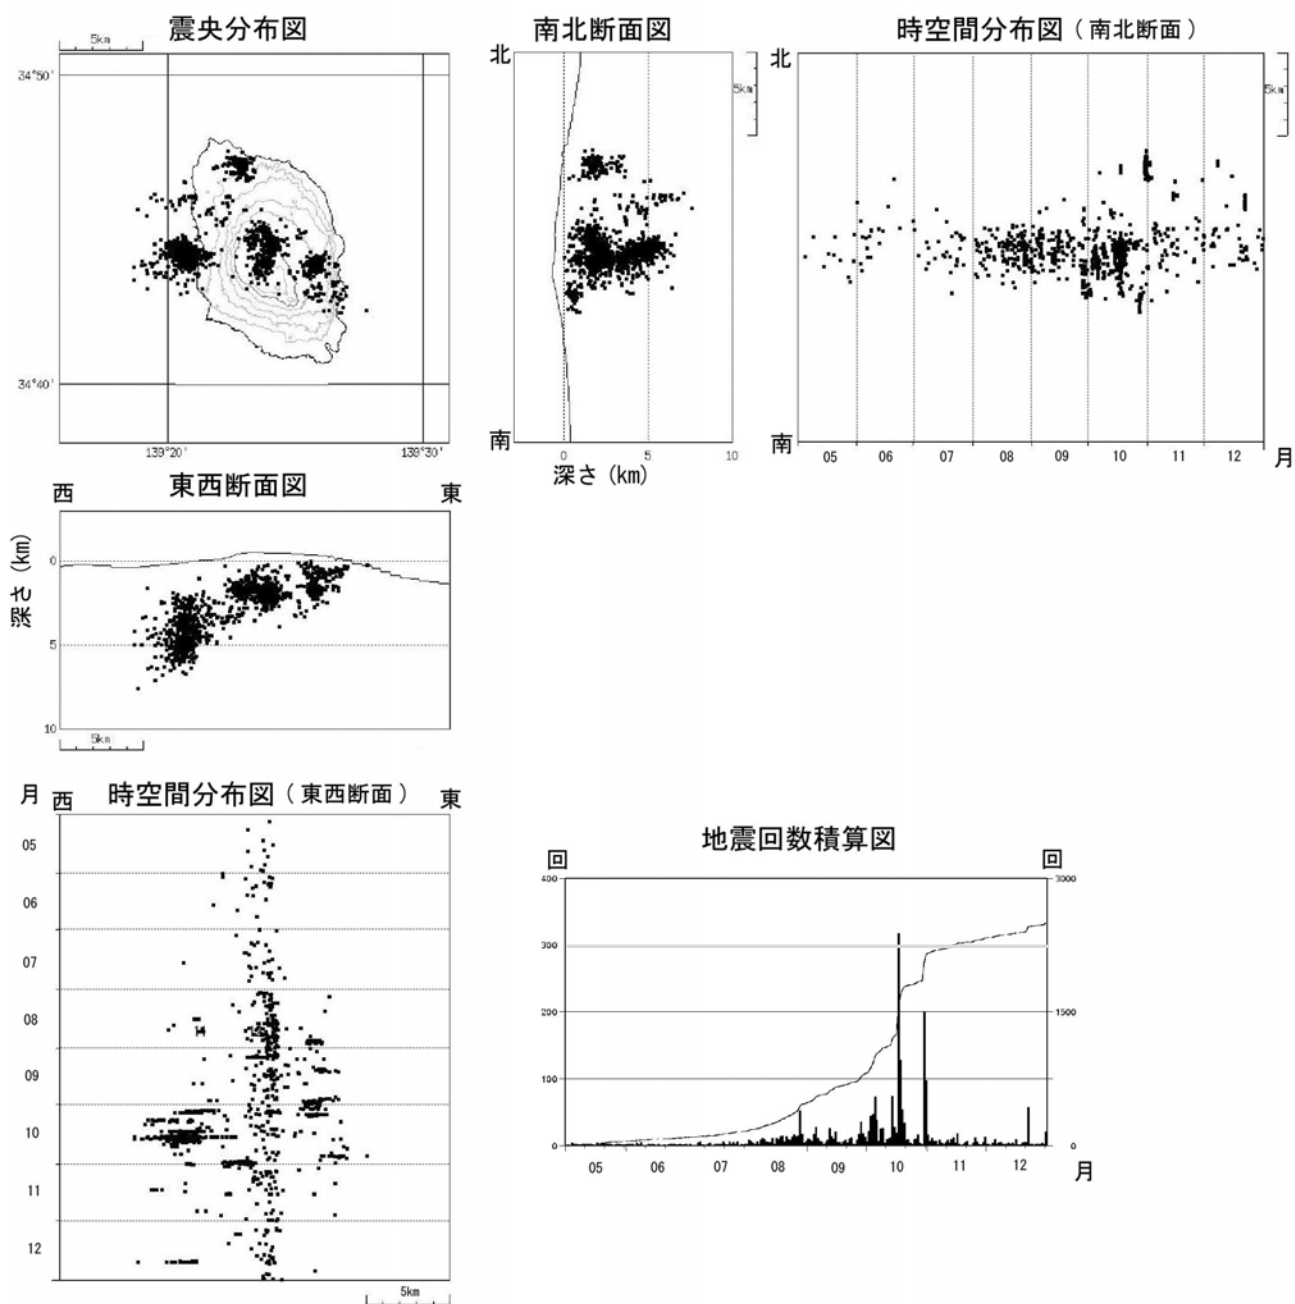 震央分布図
5km
34°50'
34°40'
139°20'
139°30'
南北断面図
北
南
5km
0
5
10
深さ (km)
時空間分布図 ( 南北断面 )
北
南
5km
05 06 07 08 09 10 11 12 月
東西断面図
西
東
深さ (km)
0
5
10
5km
時空間分布図 ( 東西断面 )
月
西
東
05
06
07
08
09
10
11
12
5km
地震回数積算図
回
回
400
300
200
100
0
3000
1500
0
05 06 07 08 09 10 11 12 月